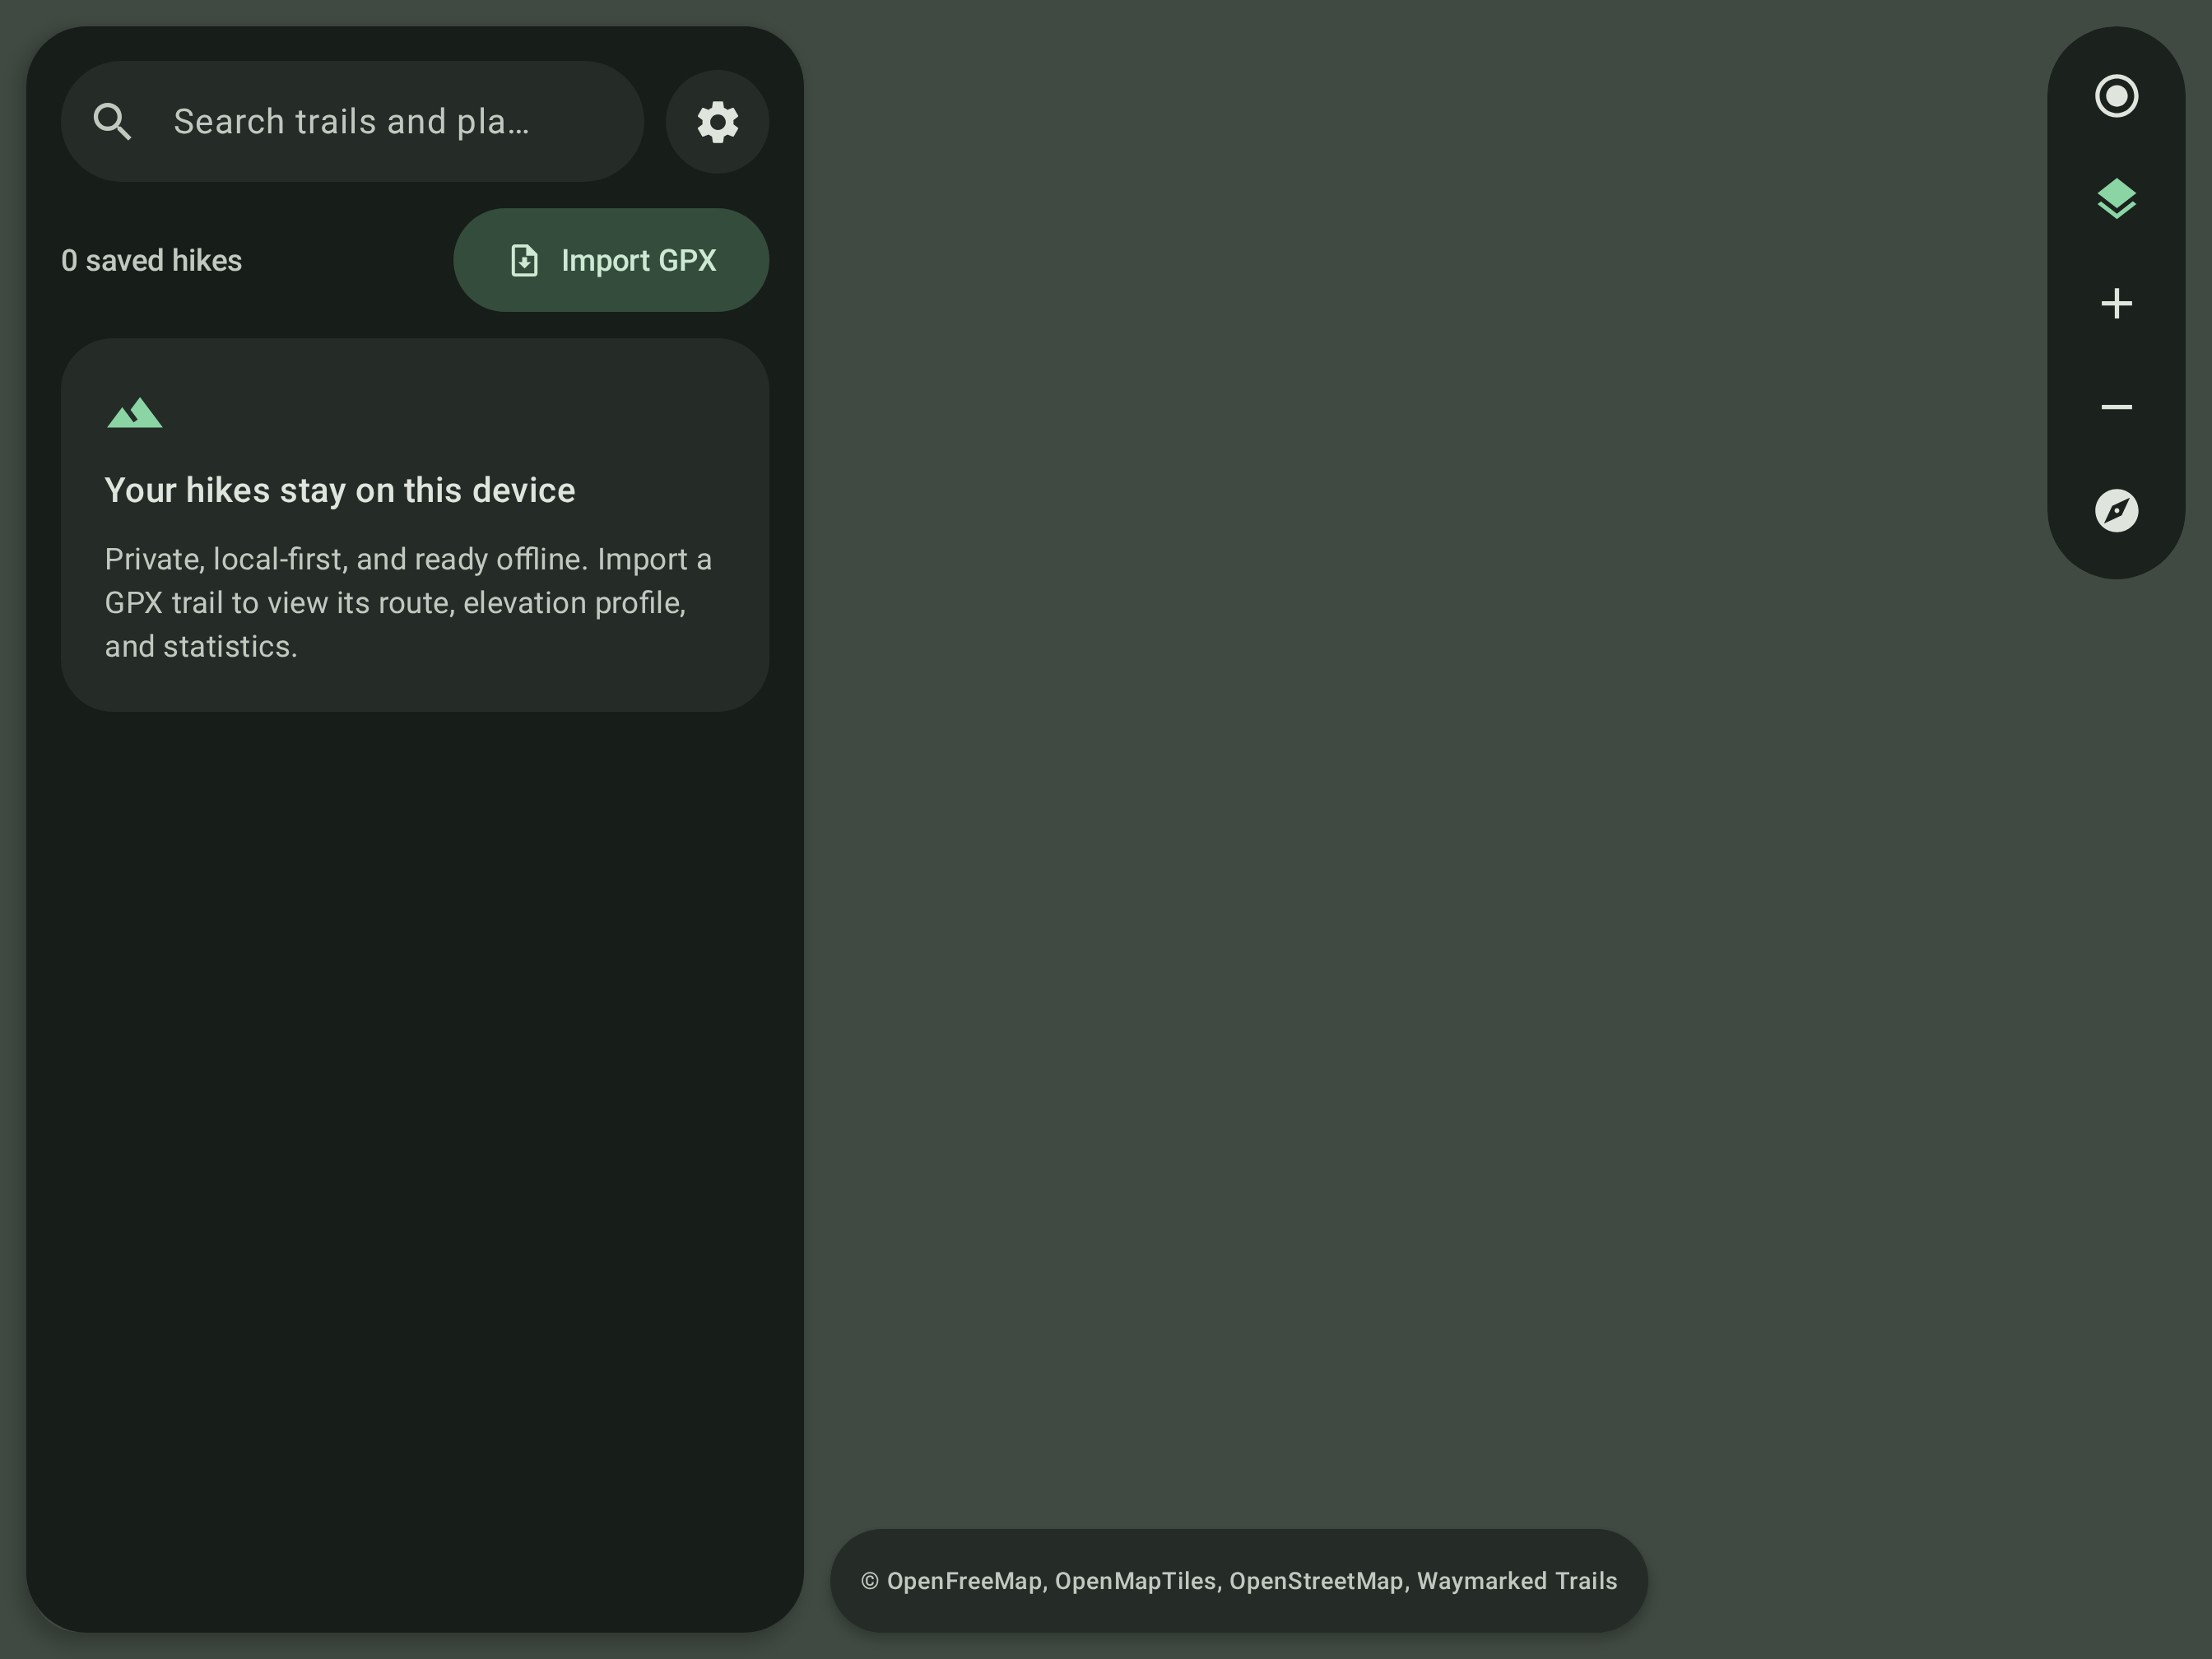 Search trails and pla…
0 saved hikes
Import GPX
Your hikes stay on this device
Private, local-first, and ready offline. Import a
GPX trail to view its route, elevation profile,
and statistics.
© OpenFreeMap, OpenMapTiles, OpenStreetMap, Waymarked Trails